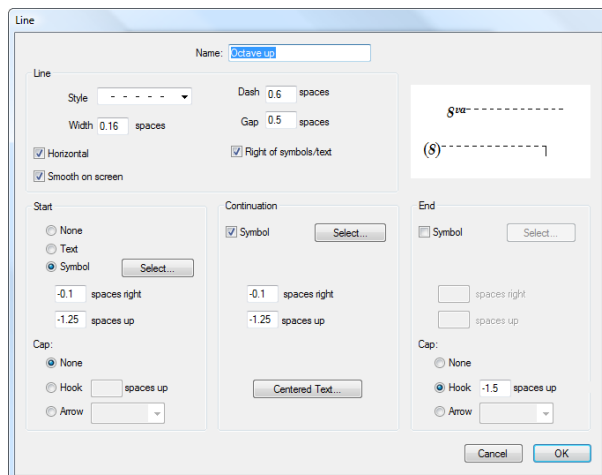 Line
Name: Octave up
Line
Style
Dash 0.6 spaces
Width 0.16 spaces
Gap 0.5 spaces
Horizontal
Right of symbols/text
Smooth on screen
8va
(8)
Start
None
Text
Symbol Select...
-0.1 spaces right
-1.25 spaces up
Cap:
None
Hook spaces up
Arrow
Continuation
Symbol Select...
-0.1 spaces right
-1.25 spaces up
Centered Text...
End
Symbol Select...
spaces right
spaces up
Cap:
None
Hook -1.5 spaces up
Arrow
Cancel OK